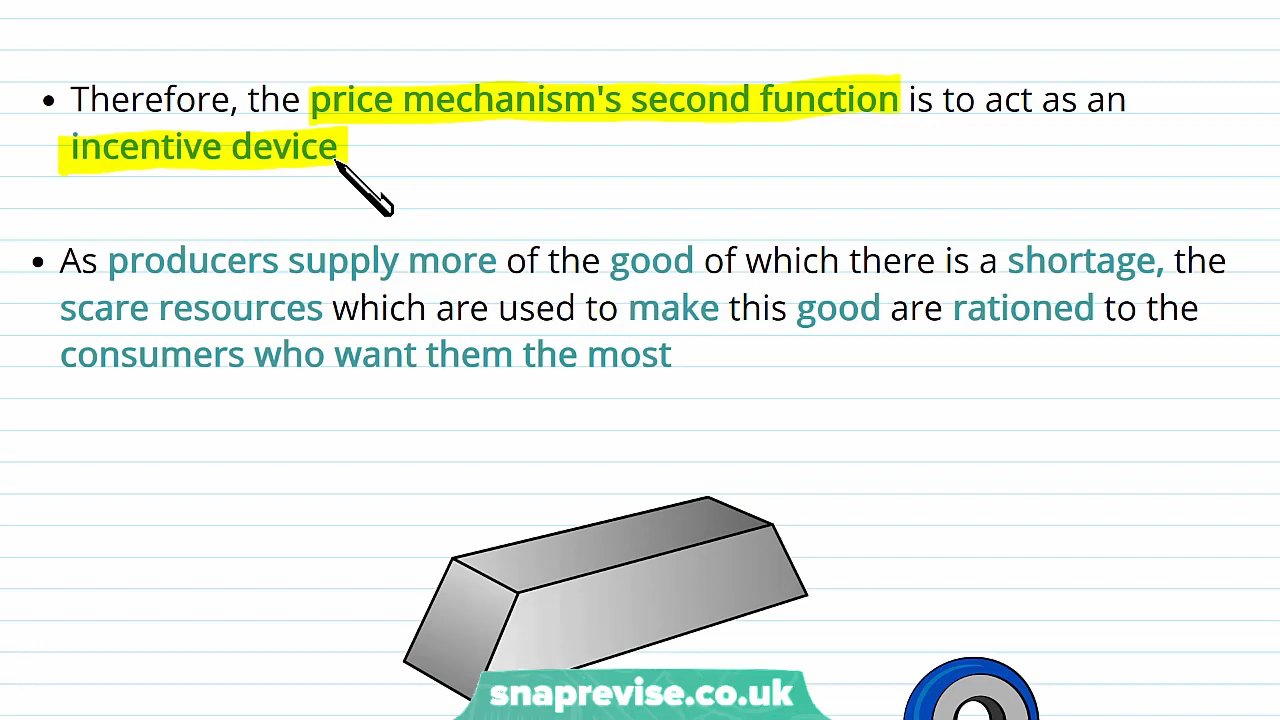 • Therefore, the price mechanism's second function is to act as an
incentive device
• As producers supply more of the good of which there is a shortage, the
scare resources which are used to make this good are rationed to the
consumers who want them the most
snaprevise.co.uk